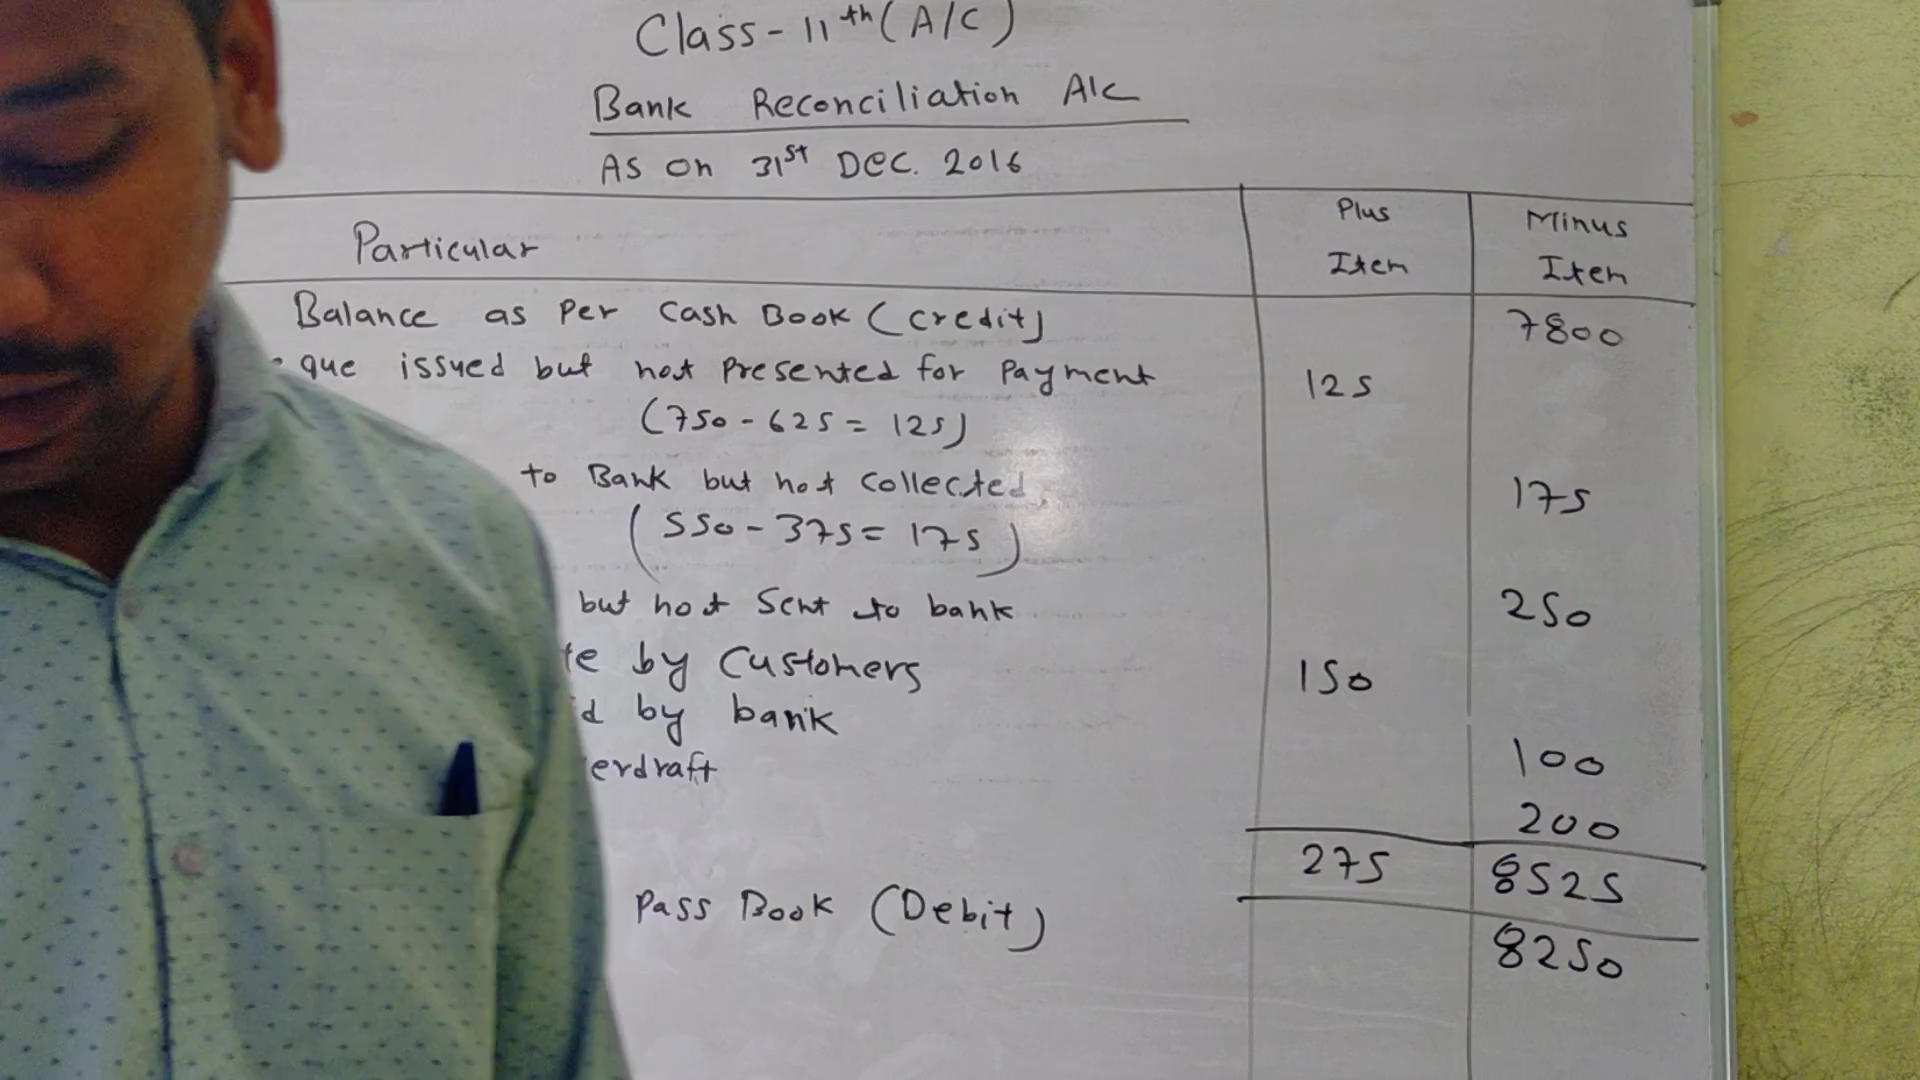 Class-11th (A/C)
Bank Reconciliation A/c
As on 31st Dec. 2016
Particular
Plus Item
Minus Item
Balance as Per Cash Book (Credit) 7800
que issued but not Presented for Payment 125
(750-625=125)
to Bank but not collected 175
(550-375=175)
but not Sent to bank 250
by Customers 150
by bank 100
erdraft 200
275 8525
Pass Book (Debit) 8250